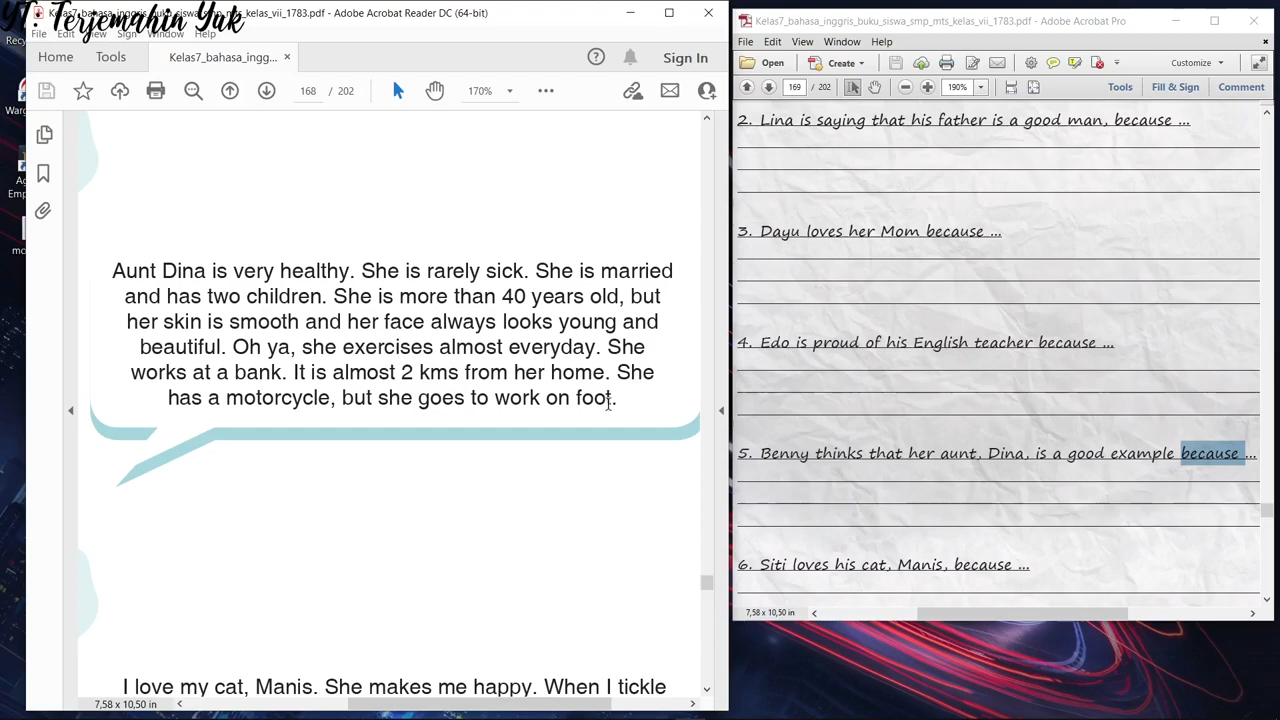 YT: Terjemahin Yuk
siswa_smp_mts_kelas_vii_1783.pdf - Adobe Acrobat Reader DC (64-bit)
File Edit View Sign Window Help
Home Tools Kelas7_bahasa_ingg... × Sign In
168 / 202 170%
Aunt Dina is very healthy. She is rarely sick. She is married
and has two children. She is more than 40 years old, but
her skin is smooth and her face always looks young and
beautiful. Oh ya, she exercises almost everyday. She
works at a bank. It is almost 2 kms from her home. She
has a motorcycle, but she goes to work on foot.
I love my cat, Manis. She makes me happy. When I tickle
7,58 x 10,50 in
Kelas7_bahasa_inggris_buku_siswa_smp_mts_kelas_vii_1783.pdf - Adobe Acrobat Pro
File Edit View Window Help
Open Create Customize
169 / 202 190% Tools Fill & Sign Comment
2. Lina is saying that his father is a good man, because ...
3. Dayu loves her Mom because ...
4. Edo is proud of his English teacher because ...
5. Benny thinks that her aunt, Dina, is a good example because ...
6. Siti loves his cat, Manis, because ...
7,58 x 10,50 in